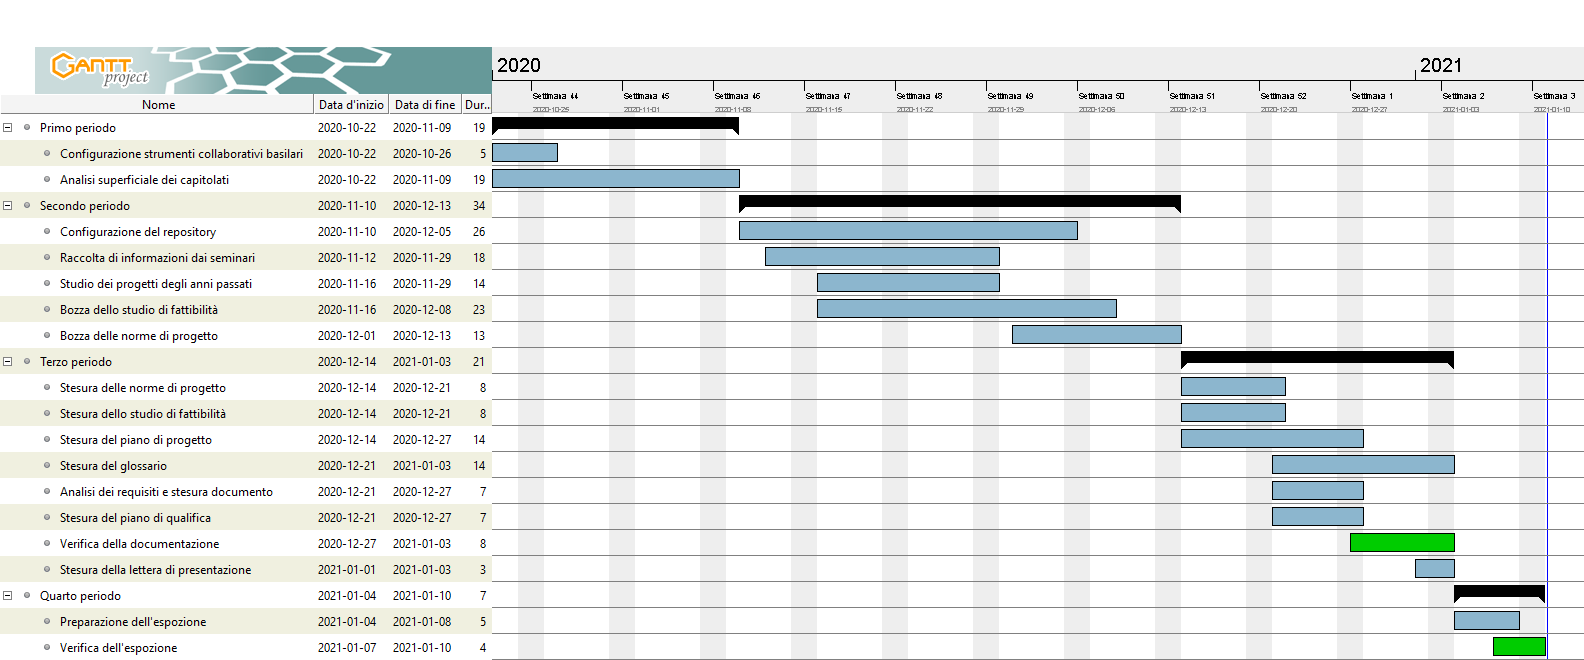 GANTT
project
2020
2021
Settimana 44 Settimana 45 Settimana 46 Settimana 47 Settimana 48 Settimana 49 Settimana 50 Settimana 51 Settimana 52 Settimana 1 Settimana 2 Settimana 3
Nome Data d'inizio Data di fine Dur...
2020-10-25 2020-11-01 2020-11-08 2020-11-15 2020-11-22 2020-11-29 2020-12-06 2020-12-13 2020-12-20 2020-12-27 2021-01-03 2021-01-10
Primo periodo 2020-10-22 2020-11-09 19
Configurazione strumenti collaborativi basilari 2020-10-22 2020-10-26 5
Analisi superficiale dei capitolati 2020-10-22 2020-11-09 19
Secondo periodo 2020-11-10 2020-12-13 34
Configurazione del repository 2020-11-10 2020-12-05 26
Raccolta di informazioni dai seminari 2020-11-12 2020-11-29 18
Studio dei progetti degli anni passati 2020-11-16 2020-11-29 14
Bozza dello studio di fattibilità 2020-11-16 2020-12-08 23
Bozza delle norme di progetto 2020-12-01 2020-12-13 13
Terzo periodo 2020-12-14 2021-01-03 21
Stesura delle norme di progetto 2020-12-14 2020-12-21 8
Stesura dello studio di fattibilità 2020-12-14 2020-12-21 8
Stesura del piano di progetto 2020-12-14 2020-12-27 14
Stesura del glossario 2020-12-21 2021-01-03 14
Analisi dei requisiti e stesura documento 2020-12-21 2020-12-27 7
Stesura del piano di qualifica 2020-12-21 2020-12-27 7
Verifica della documentazione 2020-12-27 2021-01-03 8
Stesura della lettera di presentazione 2021-01-01 2021-01-03 3
Quarto periodo 2021-01-04 2021-01-10 7
Preparazione dell'espozione 2021-01-04 2021-01-08 5
Verifica dell'espozione 2021-01-07 2021-01-10 4